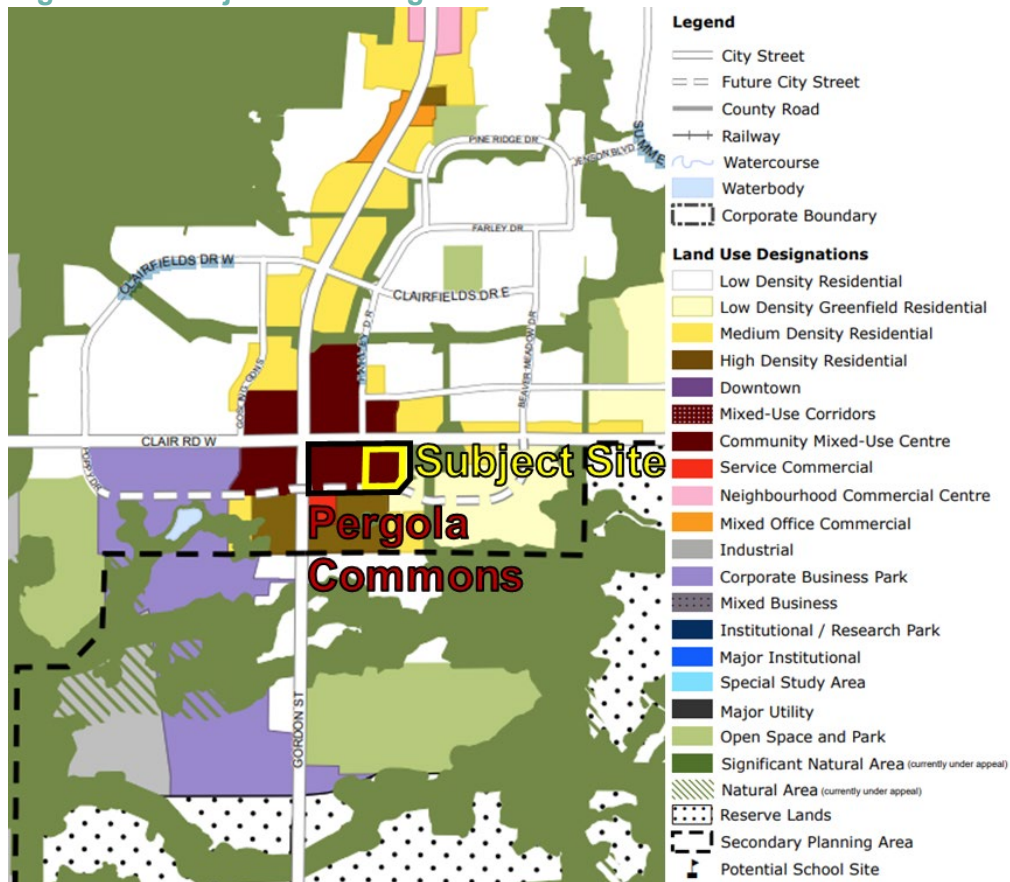 PINE RIDGE DR
JENSON BLVD
SUMME
FARLEY DR
CLAIRFIELDS DR W
CLAIRFIELDS DR E
BEAVER MEADOW DR
GOSLING GDNS
CLAIR RD W
POPPY DR
Subject Site
Pergola
Commons
GORDON ST
Legend
City Street
Future City Street
County Road
Railway
Watercourse
Waterbody
Corporate Boundary
Land Use Designations
Low Density Residential
Low Density Greenfield Residential
Medium Density Residential
High Density Residential
Downtown
Mixed-Use Corridors
Community Mixed-Use Centre
Service Commercial
Neighbourhood Commercial Centre
Mixed Office Commercial
Industrial
Corporate Business Park
Mixed Business
Institutional / Research Park
Major Institutional
Special Study Area
Major Utility
Open Space and Park
Significant Natural Area (currently under appeal)
Natural Area (currently under appeal)
Reserve Lands
Secondary Planning Area
Potential School Site